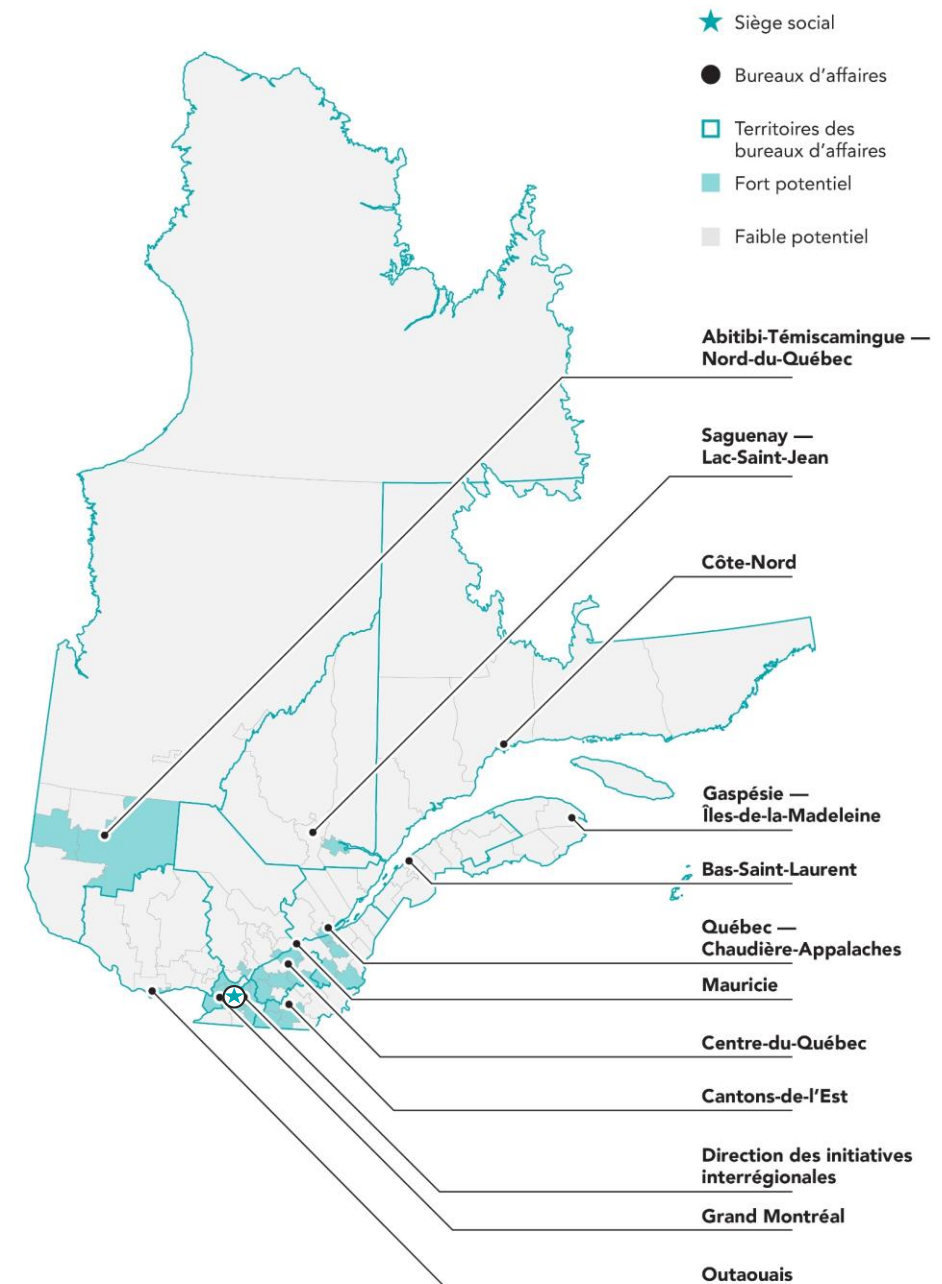 Siège social
Bureaux d'affaires
Territoires des
bureaux d'affaires
Fort potentiel
Faible potentiel
Abitibi-Témiscamingue —
Nord-du-Québec
Saguenay —
Lac-Saint-Jean
Côte-Nord
Gaspésie —
Îles-de-la-Madeleine
Bas-Saint-Laurent
Québec —
Chaudière-Appalaches
Mauricie
Centre-du-Québec
Cantons-de-l'Est
Direction des initiatives
interrégionales
Grand Montréal
Outaouais